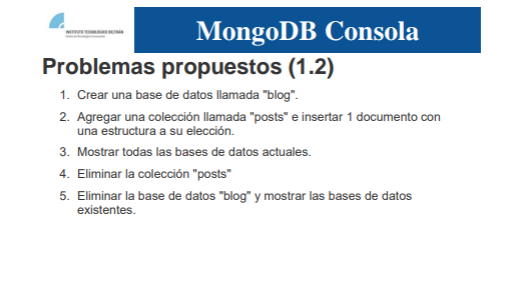 INSTITUTO TECNOLÓGICO BELTRÁN
MongoDB Consola
Problemas propuestos (1.2)
1. Crear una base de datos llamada "blog".
2. Agregar una colección llamada "posts" e insertar 1 documento con
una estructura a su elección.
3. Mostrar todas las bases de datos actuales.
4. Eliminar la colección "posts"
5. Eliminar la base de datos "blog" y mostrar las bases de datos
existentes.